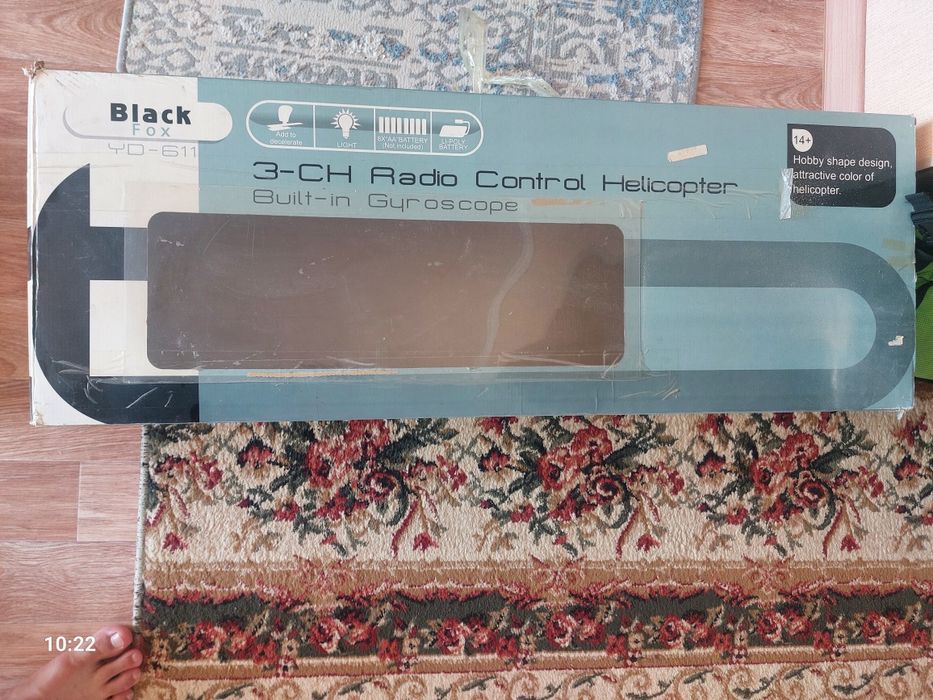 Black
Fox
YD-611
Add to
decelerate
LIGHT
8X"AA"BATTERY
(Not included)
LI-POLY
BATTERY
3-CH Radio Control Helicopter
Built-in Gyroscope
14+
Hobby shape design,
attractive color of
helicopter.
10:22